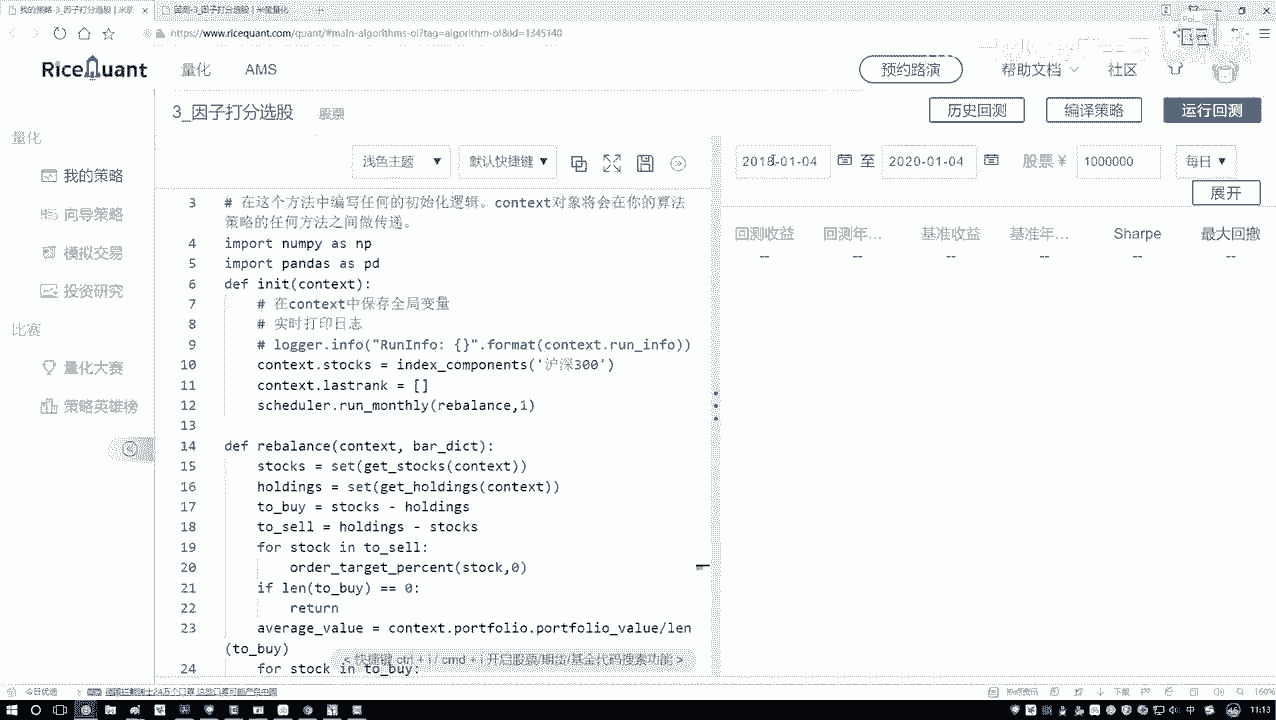 我的策略-3_因子打分选股 | 米筐
回测-3_因子打分选股 | 米筐量化
https://www.ricequant.com/quant/#main-algorithms-ol?tag=algorithm-ol&id=1345140
RiceQuant 量化 AMS 预约路演 帮助文档 社区
3_因子打分选股 股票 历史回测 编译策略 运行回测
量化
我的策略
向导策略
模拟交易
投资研究
比赛
量化大赛
策略英雄榜
浅色主题 默认快捷键
3 # 在这个方法中编写任何的初始化逻辑。context对象将会在你的算法
策略的任何方法之间做传递。
4 import numpy as np
5 import pandas as pd
6 def init(context):
7 # 在context中保存全局变量
8 # 实时打印日志
9 # logger.info("RunInfo: {}".format(context.run_info))
10 context.stocks = index_components('沪深300')
11 context.lastrank = []
12 scheduler.run_monthly(rebalance,1)
13
14 def rebalance(context, bar_dict):
15 stocks = set(get_stocks(context))
16 holdings = set(get_holdings(context))
17 to_buy = stocks - holdings
18 to_sell = holdings - stocks
19 for stock in to_sell:
20 order_target_percent(stock,0)
21 if len(to_buy) == 0:
22 return
23 average_value = context.portfolio.portfolio_value/len
(to_buy)
24 for stock in to_buy:
< 快捷键 ctrl + i / cmd + i 开启股票/期货/基金代码搜索功能 >
2018-01-04 至 2020-01-04 股票 ¥ 1000000 每日
展开
回测收益 回测年... 基准收益 基准年... Sharpe 最大回撤
-- -- -- -- -- --
今日优选
热点资讯 下载 160%
中 11:13